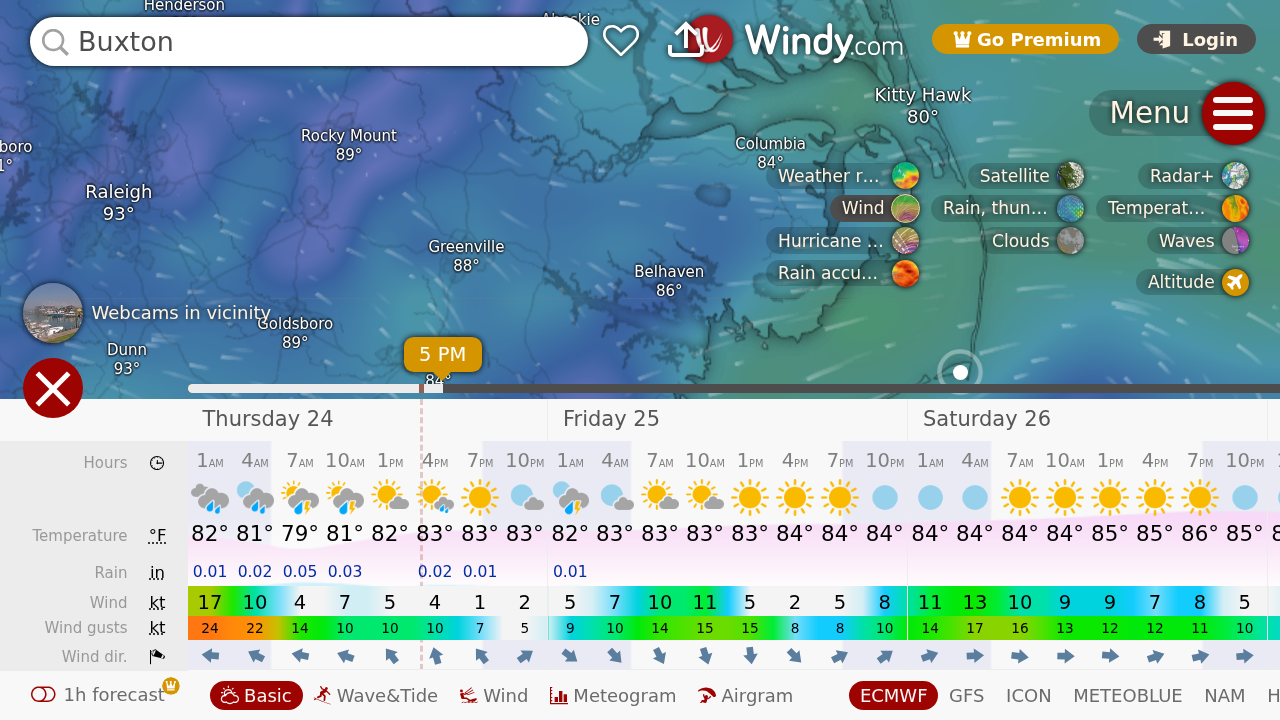 Henderson
Ahoskie
Buxton
Windy.com
Go Premium
Login
Kitty Hawk
80°
Menu
Rocky Mount
89°
Columbia
84°
boro
1°
Raleigh
93°
Weather r...
Satellite
Radar+
Wind
Rain, thun...
Temperat...
Hurricane ...
Clouds
Waves
Rain accu...
Altitude
Greenville
88°
Belhaven
86°
Webcams in vicinity
Goldsboro
89°
Dunn
93°
5 PM
84°
Thursday 24 Friday 25 Saturday 26
Hours 1AM 4AM 7AM 10AM 1PM 4PM 7PM 10PM 1AM 4AM 7AM 10AM 1PM 4PM 7PM 10PM 1AM 4AM 7AM 10AM 1PM 4PM 7PM 10PM 1
Temperature °F 82° 81° 79° 81° 82° 83° 83° 83° 82° 83° 83° 83° 83° 84° 84° 84° 84° 84° 84° 84° 85° 85° 86° 85° 8
Rain in 0.01 0.02 0.05 0.03 0.02 0.01 0.01
Wind kt 17 10 4 7 5 4 1 2 5 7 10 11 5 2 5 8 11 13 10 9 9 7 8 5
Wind gusts kt 24 22 14 10 10 10 7 5 9 10 14 15 15 8 8 10 14 17 16 13 12 12 11 10
Wind dir.
1h forecast Basic Wave&Tide Wind Meteogram Airgram ECMWF GFS ICON METEOBLUE NAM H